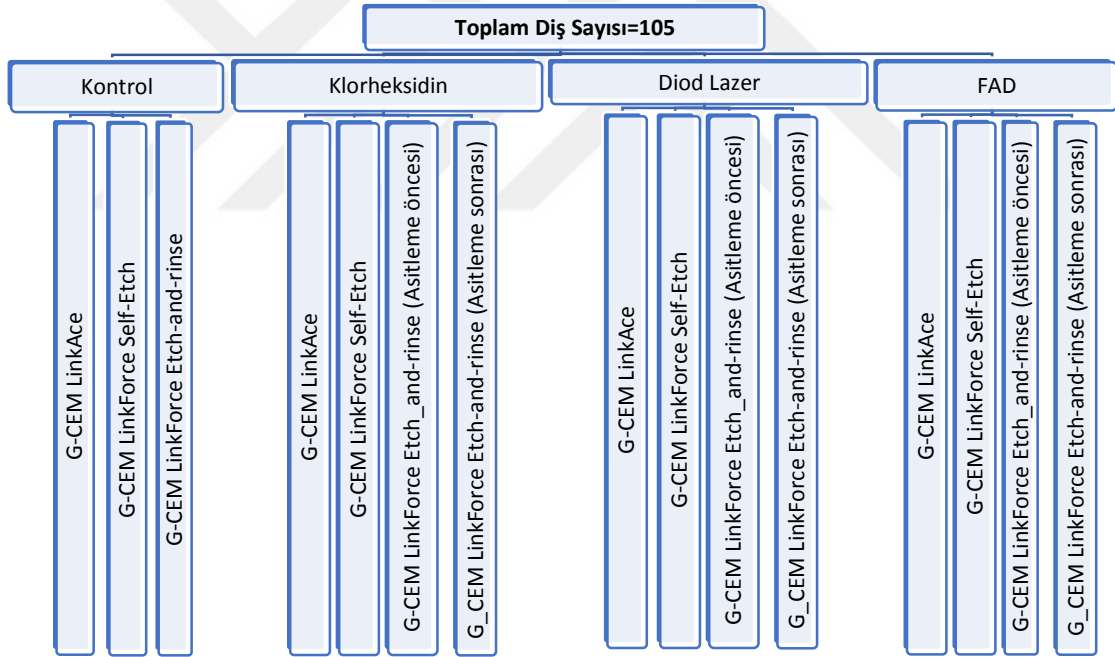 Toplam Diş Sayısı=105
Kontrol
G-CEM LinkAce
G-CEM LinkForce Self-Etch
G-CEM LinkForce Etch-and-rinse
Klorheksidin
G-CEM LinkAce
G-CEM LinkForce Self-Etch
G-CEM LinkForce Etch_and-rinse (Asitleme öncesi)
G_CEM LinkForce Etch-and-rinse (Asitleme sonrası)
Diod Lazer
G-CEM LinkAce
G-CEM LinkForce Self-Etch
G-CEM LinkForce Etch_and-rinse (Asitleme öncesi)
G_CEM LinkForce Etch-and-rinse (Asitleme sonrası)
FAD
G-CEM LinkAce
G-CEM LinkForce Self-Etch
G-CEM LinkForce Etch_and-rinse (Asitleme öncesi)
G_CEM LinkForce Etch-and-rinse (Asitleme sonrası)